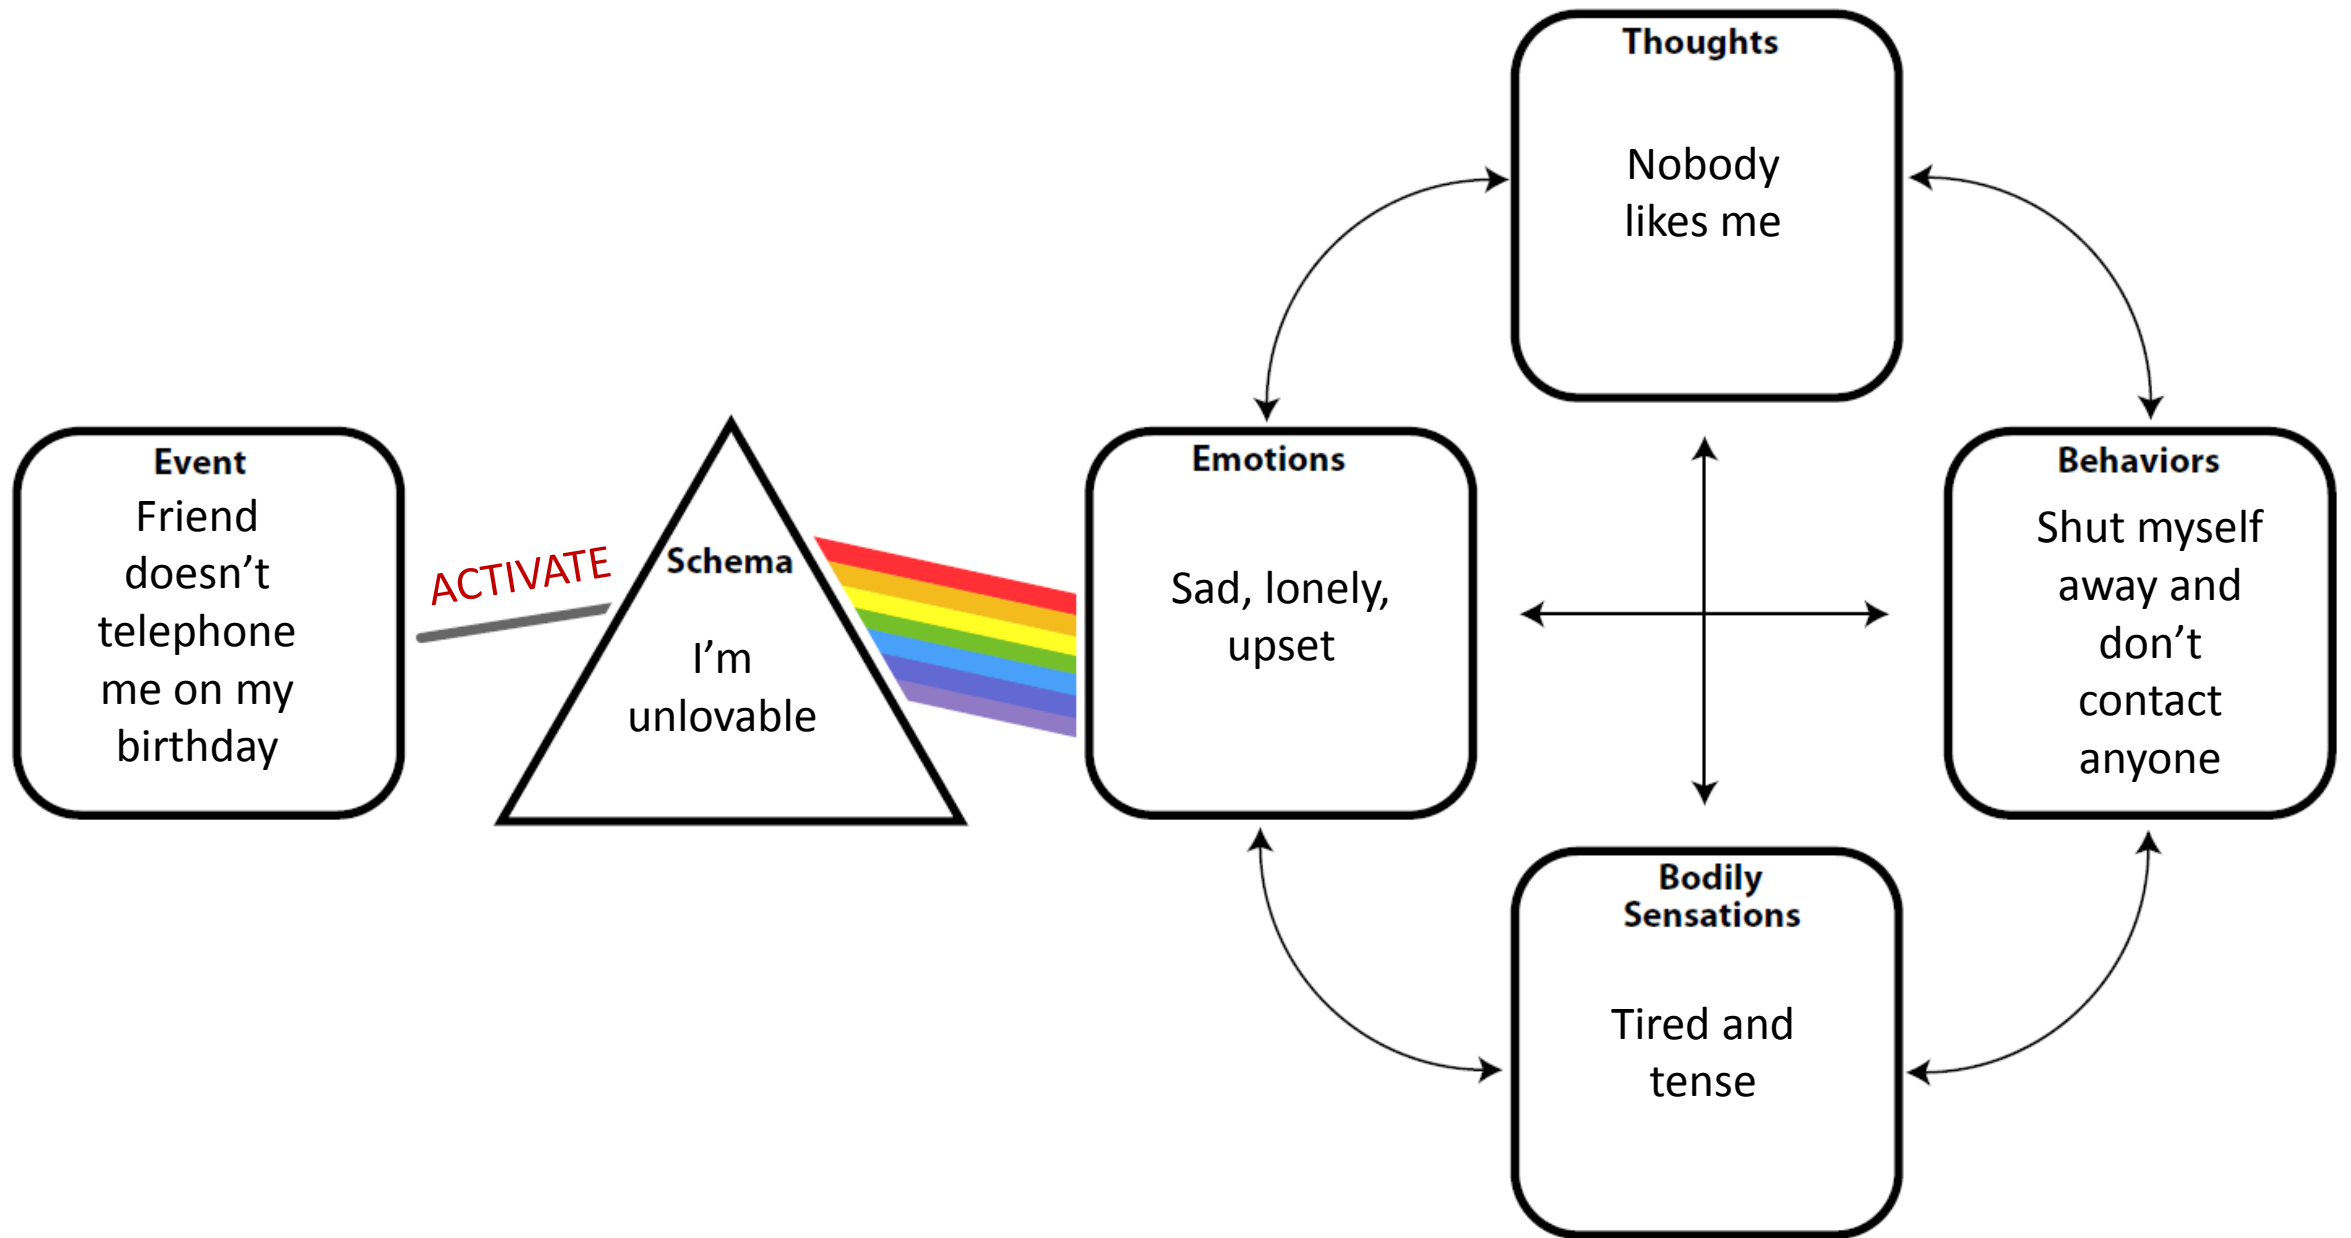 Event
Friend
doesn’t
telephone
me on my
birthday
ACTIVATE
Schema
I’m
unlovable
Emotions
Sad, lonely,
upset
Thoughts
Nobody
likes me
Behaviors
Shut myself
away and
don’t
contact
anyone
Bodily
Sensations
Tired and
tense